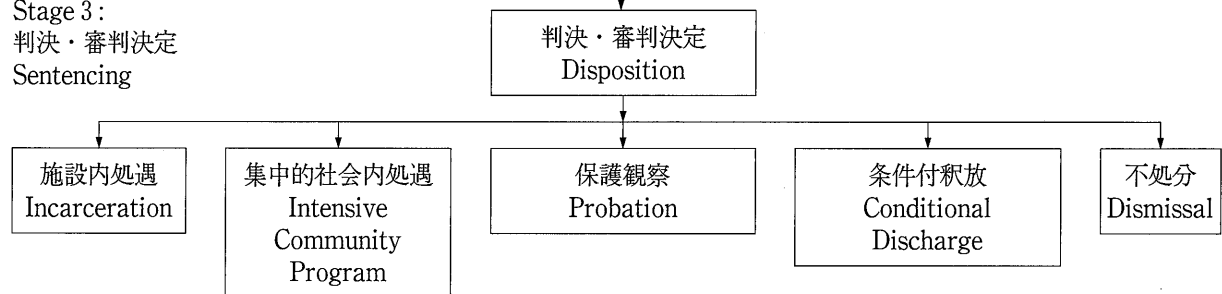 Stage 3 :
判決・審判決定
Sentencing
判決・審判決定
Disposition
施設内処遇
Incarceration
集中的社会内処遇
Intensive
Community
Program
保護観察
Probation
条件付釈放
Conditional
Discharge
不処分
Dismissal